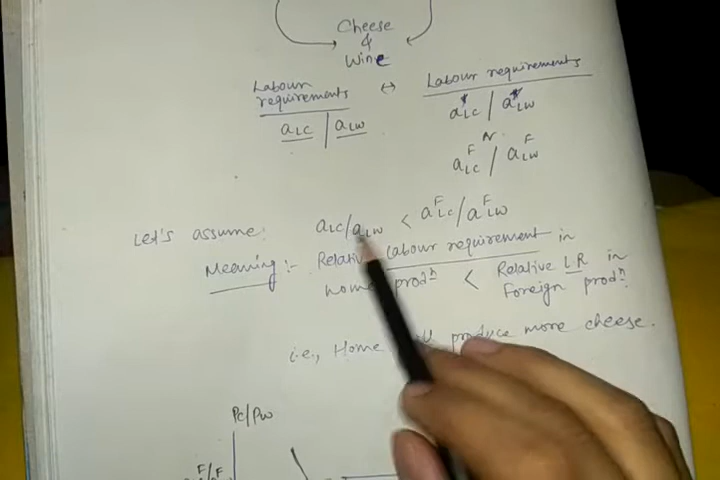 Cheese
&
Wine
Labour requirements ↔ Labour requirements
aLC | aLW
a*LC | a*LW
or
aFLC / aFLW
Let's assume: aLC/aLW < aFLC/aFLW
Meaning :- Relative labour requirement in
home prodn < Relative LR in
Foreign prodn.
i.e., Home produce more cheese.
Pc/Pw